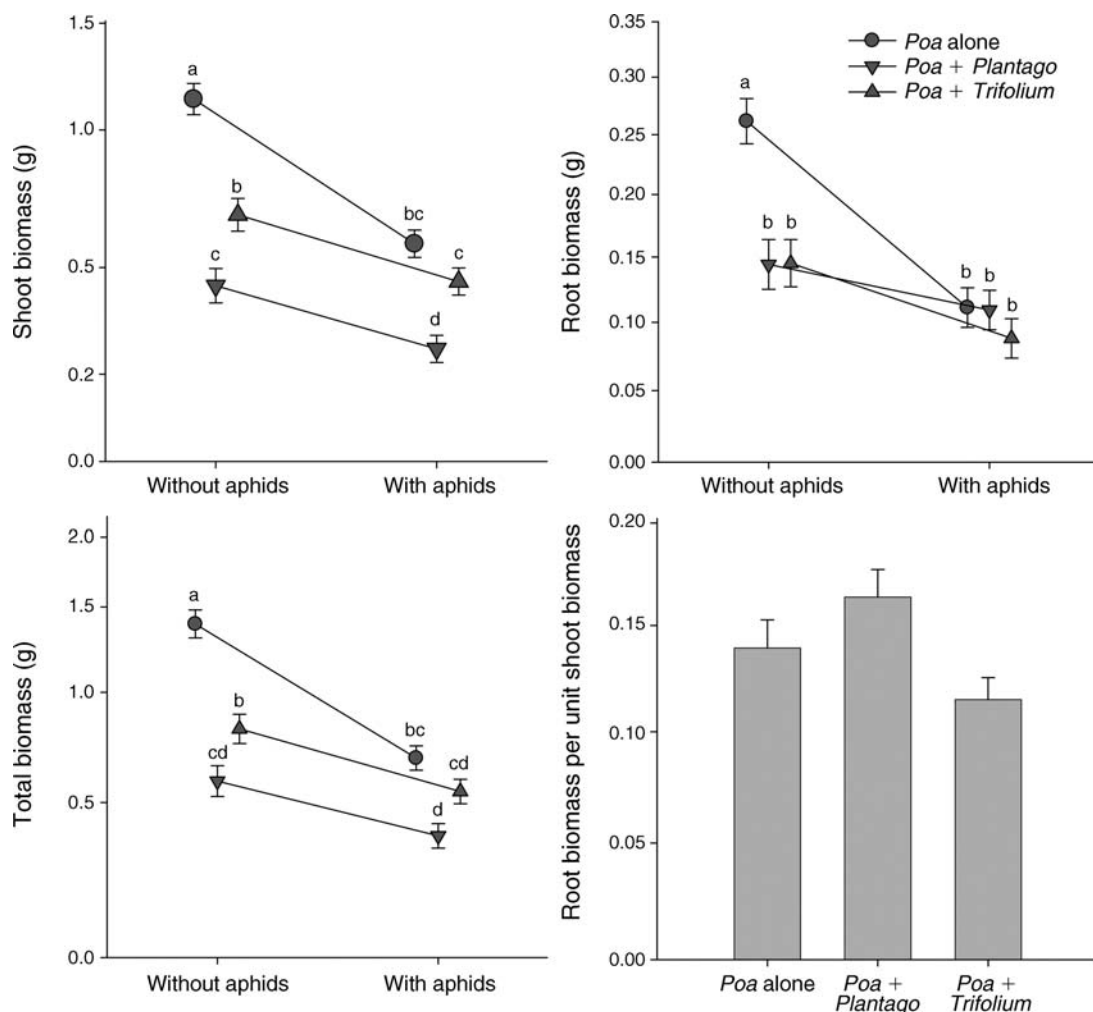 Shoot biomass (g)
1.5
1.0
0.5
0.2
0.0
a
b
bc
c
c
d
Without aphids
With aphids
Root biomass (g)
0.35
0.30
0.25
0.20
0.15
0.10
0.05
0.00
Poa alone
Poa + Plantago
Poa + Trifolium
a
b
b
b
b
b
Without aphids
With aphids
Total biomass (g)
2.0
1.5
1.0
0.5
0.0
a
b
bc
cd
cd
d
Without aphids
With aphids
Root biomass per unit shoot biomass
0.20
0.15
0.10
0.05
0.00
Poa alone
Poa +
Plantago
Poa +
Trifolium